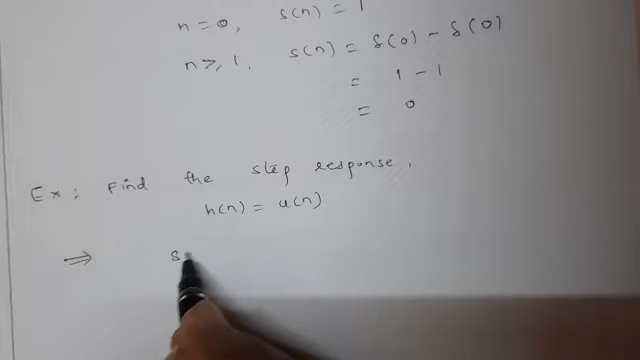 n = 0, s(n) = 1
n ≥ 1, s(n) = δ(0) - δ(0)
= 1 - 1
= 0
Ex: Find the step response,
h(n) = u(n)
⇒ s